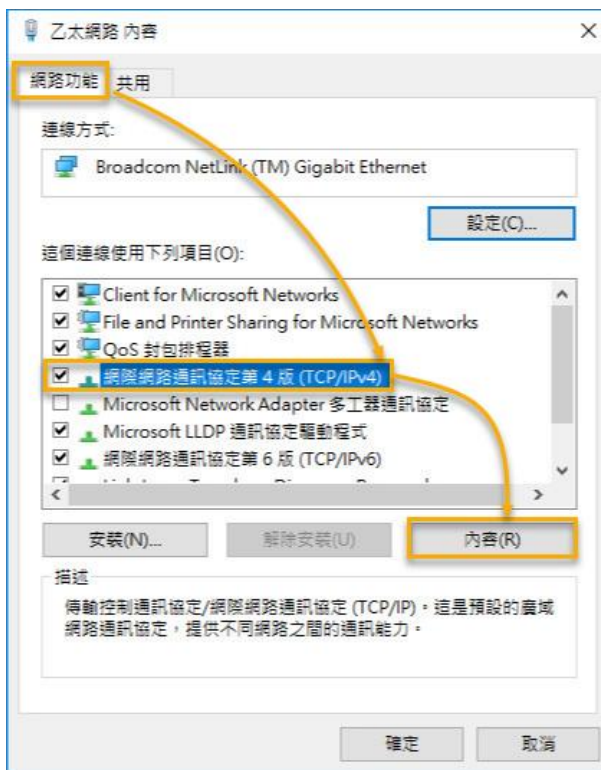 乙太網路 內容
網路功能 共用
連線方式:
Broadcom NetLink (TM) Gigabit Ethernet
設定(C)...
這個連線使用下列項目(O):
Client for Microsoft Networks
File and Printer Sharing for Microsoft Networks
QoS 封包排程器
網際網路通訊協定第 4 版 (TCP/IPv4)
Microsoft Network Adapter 多工器通訊協定
Microsoft LLDP 通訊協定驅動程式
網際網路通訊協定第 6 版 (TCP/IPv6)
安裝(N)... 解除安裝(U) 內容(R)
描述
傳輸控制通訊協定/網際網路通訊協定 (TCP/IP)。這是預設的廣域
網路通訊協定，提供不同網路之間的通訊能力。
確定 取消